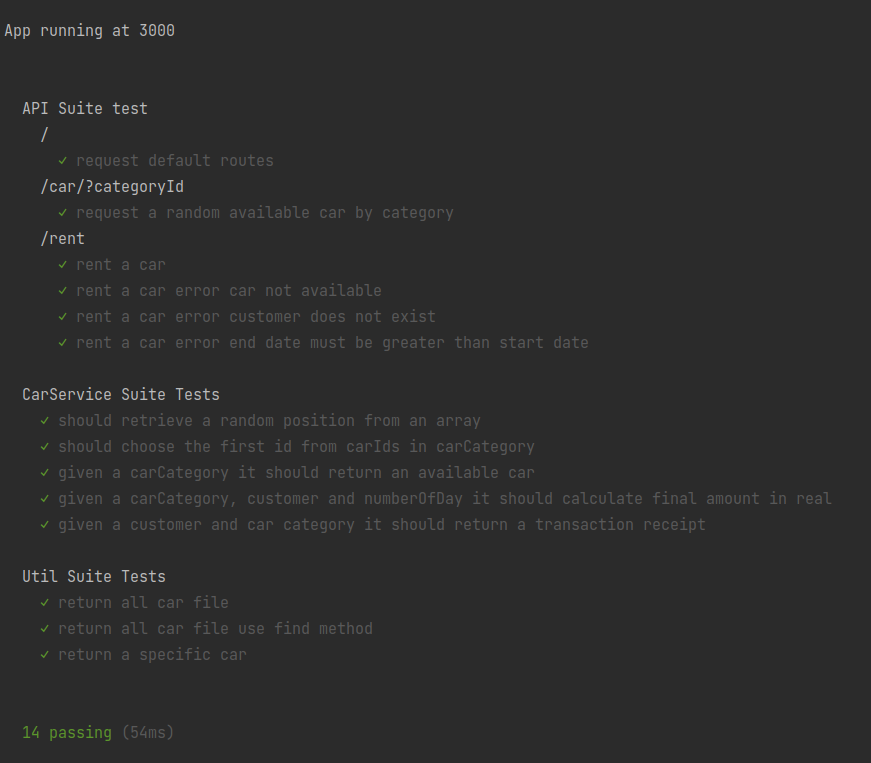 App running at 3000
API Suite test
/
✓ request default routes
/car/?categoryId
✓ request a random available car by category
/rent
✓ rent a car
✓ rent a car error car not available
✓ rent a car error customer does not exist
✓ rent a car error end date must be greater than start date
CarService Suite Tests
✓ should retrieve a random position from an array
✓ should choose the first id from carIds in carCategory
✓ given a carCategory it should return an available car
✓ given a carCategory, customer and numberOfDay it should calculate final amount in real
✓ given a customer and car category it should return a transaction receipt
Util Suite Tests
✓ return all car file
✓ return all car file use find method
✓ return a specific car
14 passing (54ms)